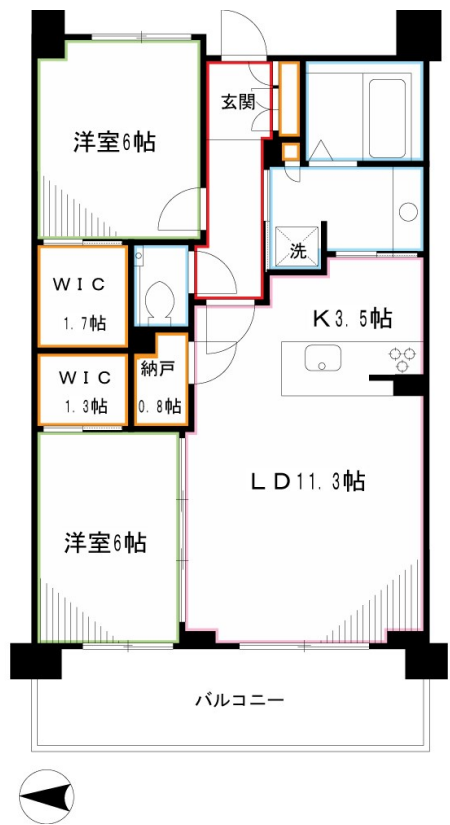 玄関
洋室6帖
洗
WIC
1.7帖
K3.5帖
納戸
0.8帖
WIC
1.3帖
LD11.3帖
洋室6帖
バルコニー